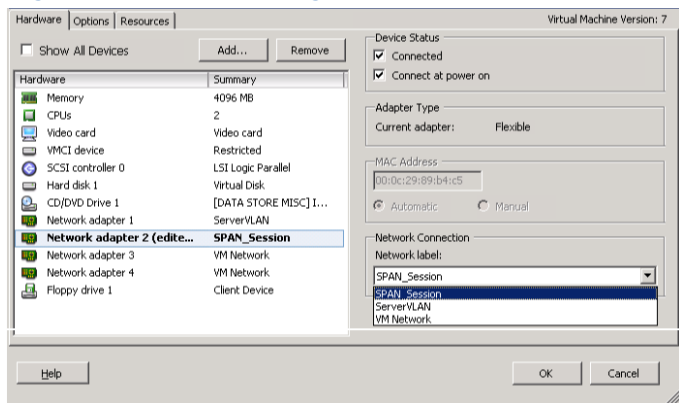 Hardware Options Resources Virtual Machine Version: 7
Show All Devices Add... Remove
Hardware Summary
Memory 4096 MB
CPUs 2
Video card Video card
VMCI device Restricted
SCSI controller 0 LSI Logic Parallel
Hard disk 1 Virtual Disk
CD/DVD Drive 1 [DATA STORE MISC] I...
Network adapter 1 ServerVLAN
Network adapter 2 (edite... SPAN_Session
Network adapter 3 VM Network
Network adapter 4 VM Network
Floppy drive 1 Client Device
Device Status
Connected
Connect at power on
Adapter Type
Current adapter: Flexible
MAC Address
00:0c:29:89:b4:c5
Automatic Manual
Network Connection
Network label:
SPAN_Session
SPAN_Session
ServerVLAN
VM Network
Help OK Cancel